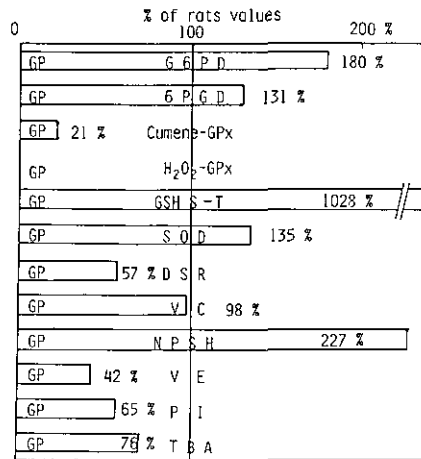 % of rats values
0 100 200 %
GP G 6 P D 180 %
GP 6 P G D 131 %
GP 21 % Cumene-GPx
GP H₂O₂-GPx
GP GSH S-T 1028 %
GP S O D 135 %
GP 57 % D S R
GP V C 98 %
GP N P S H 227 %
GP 42 % V E
GP 65 % P I
GP 76 % T B A